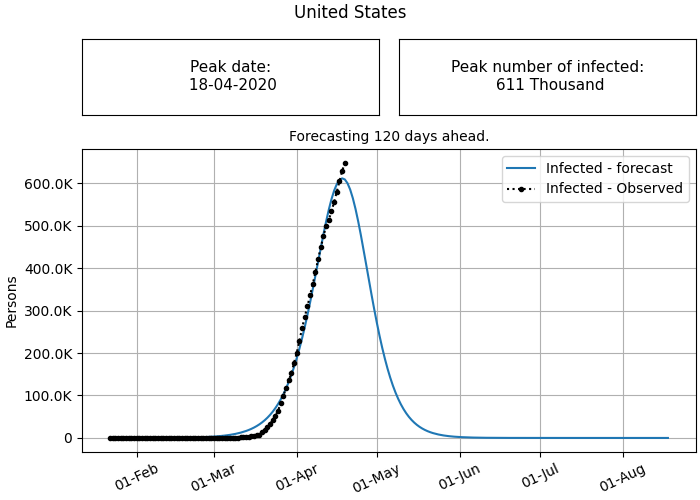 United States
Peak date:
18-04-2020
Peak number of infected:
611 Thousand
Forecasting 120 days ahead.
Infected - forecast
Infected - Observed
Persons
600.0K
500.0K
400.0K
300.0K
200.0K
100.0K
0
01-Feb
01-Mar
01-Apr
01-May
01-Jun
01-Jul
01-Aug